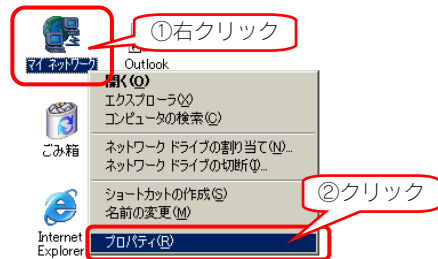 ①右クリック
マイ ネットワーク
Outlook
開く(O)
エクスプローラ(X)
コンピュータの検索(C)
ごみ箱
ネットワーク ドライブの割り当て(N)...
ネットワーク ドライブの切断(I)...
ショートカットの作成(S)
②クリック
名前の変更(M)
Internet
Explorer
プロパティ(R)